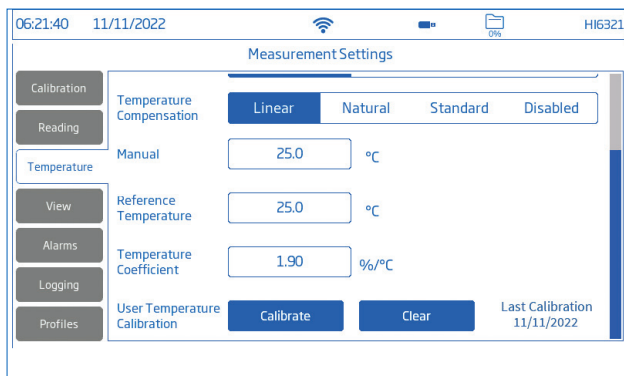 06:21:40 11/11/2022 0% HI6321
Measurement Settings
Calibration
Reading
Temperature
View
Alarms
Logging
Profiles
Temperature
Compensation
Linear Natural Standard Disabled
Manual 25.0 °C
Reference
Temperature
25.0 °C
Temperature
Coefficient
1.90 %/°C
User Temperature
Calibration
Calibrate Clear
Last Calibration
11/11/2022